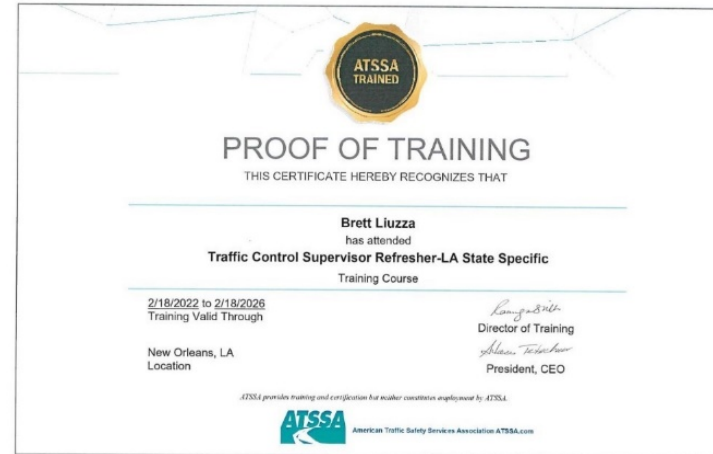 ATSSA
TRAINED
PROOF OF TRAINING
THIS CERTIFICATE HEREBY RECOGNIZES THAT
Brett Liuzza
has attended
Traffic Control Supervisor Refresher-LA State Specific
Training Course
2/18/2022 to 2/18/2026
Training Valid Through
Director of Training
New Orleans, LA
Location
President, CEO
ATSSA provides training and certification but neither constitutes employment by ATSSA.
ATSSA
American Traffic Safety Services Association ATSSA.com